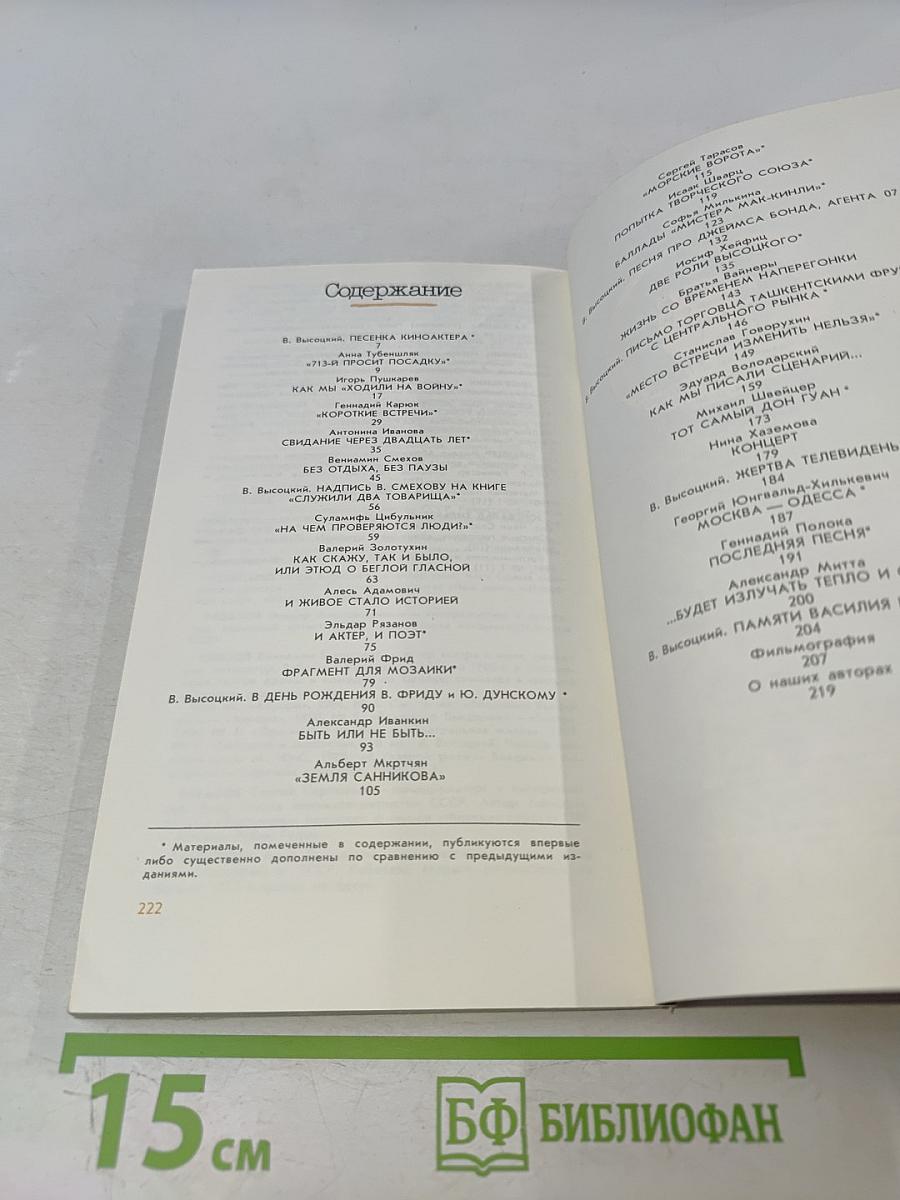 Содержание
В. Высоцкий. ПЕСЕНКА КИНОАКТЕРА *
7
Анна Тубеншляк
«713-Й ПРОСИТ ПОСАДКУ»*
9
Игорь Пушкарев
КАК МЫ «ХОДИЛИ НА ВОЙНУ»*
17
Геннадий Карюк
«КОРОТКИЕ ВСТРЕЧИ»*
29
Антонина Иванова
СВИДАНИЕ ЧЕРЕЗ ДВАДЦАТЬ ЛЕТ*
35
Вениамин Смехов
БЕЗ ОТДЫХА, БЕЗ ПАУЗЫ
45
В. Высоцкий. НАДПИСЬ В. СМЕХОВУ НА КНИГЕ
«СЛУЖИЛИ ДВА ТОВАРИЩА»*
56
Суламифь Цибульник
«НА ЧЕМ ПРОВЕРЯЮТСЯ ЛЮДИ?»*
59
Валерий Золотухин
КАК СКАЖУ, ТАК И БЫЛО,
ИЛИ ЭТЮД О БЕГЛОЙ ГЛАСНОЙ
63
Алесь Адамович
И ЖИВОЕ СТАЛО ИСТОРИЕЙ
71
Эльдар Рязанов
И АКТЕР, И ПОЭТ*
75
Валерий Фрид
ФРАГМЕНТ ДЛЯ МОЗАИКИ*
79
В. Высоцкий. В ДЕНЬ РОЖДЕНИЯ В. ФРИДУ и Ю. ДУНСКОМУ *
90
Александр Иванкин
БЫТЬ ИЛИ НЕ БЫТЬ...
93
Альберт Мкртчян
«ЗЕМЛЯ САННИКОВА»
105
* Материалы, помеченные в содержании, публикуются впервые
либо существенно дополнены по сравнению с предыдущими из-
даниями.
222
Сергей Тарасов
«МОРСКИЕ ВОРОТА»*
115
Исаак Шварц
ПОПЫТКА ТВОРЧЕСКОГО СОЮЗА*
119
Софья Милькина
БАЛЛАДЫ «МИСТЕРА МАК-КИНЛИ»*
123
В. Высоцкий. ПЕСНЯ ПРО ДЖЕЙМСА БОНДА, АГЕНТА 07
132
Иосиф Хейфиц
ДВЕ РОЛИ ВЫСОЦКОГО*
135
Братья Вайнеры
ЖИЗНЬ СО ВРЕМЕНЕМ НАПЕРЕГОНКИ
143
В. Высоцкий. ПИСЬМО ТОРГОВЦА ТАШКЕНТСКИМИ ФРУ
С ЦЕНТРАЛЬНОГО РЫНКА *
146
Станислав Говорухин
«МЕСТО ВСТРЕЧИ ИЗМЕНИТЬ НЕЛЬЗЯ»*
149
Эдуард Володарский
КАК МЫ ПИСАЛИ СЦЕНАРИЙ...
159
Михаил Швейцер
ТОТ САМЫЙ ДОН ГУАН *
173
Нина Хаземова
КОНЦЕРТ
179
В. Высоцкий. ЖЕРТВА ТЕЛЕВИДЕНЬ
184
Георгий Юнгвальд-Хилькевич
МОСКВА — ОДЕССА *
187
Геннадий Полока
ПОСЛЕДНЯЯ ПЕСНЯ*
191
Александр Митта
...БУДЕТ ИЗЛУЧАТЬ ТЕПЛО И
200
В. Высоцкий. ПАМЯТИ ВАСИЛИЯ
204
Фильмография
207
О наших авторах
219
15 см
БФ БИБЛИОФАН